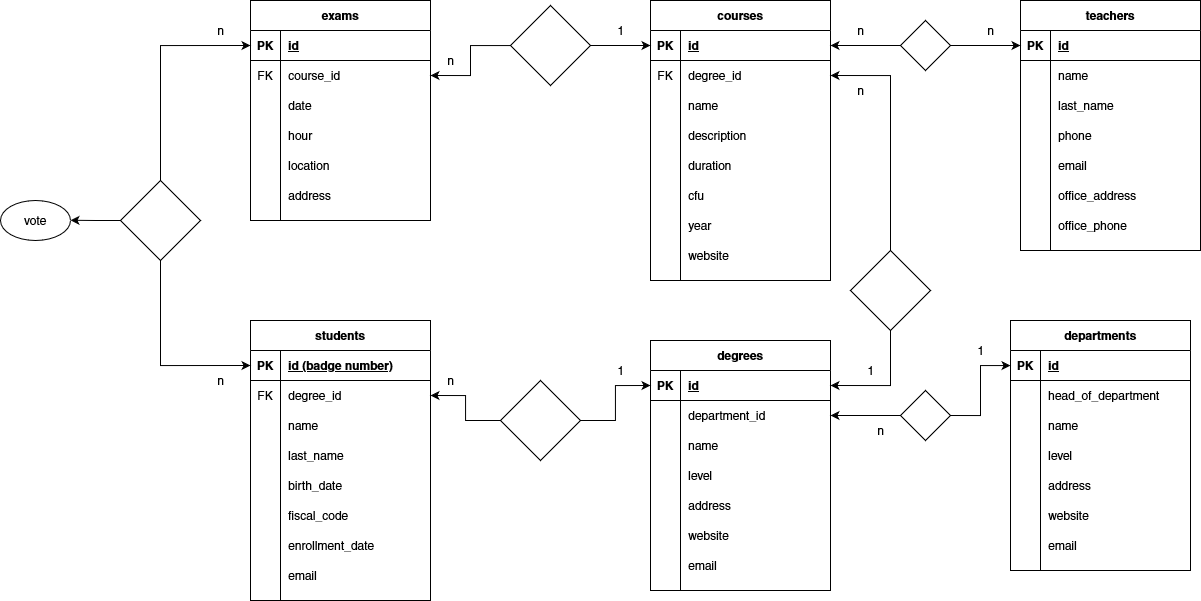 exams
PK id
FK course_id
date
hour
location
address
courses
PK id
FK degree_id
name
description
duration
cfu
year
website
teachers
PK id
name
last_name
phone
email
office_address
office_phone
n
n
1
n
n
n
vote
n
students
PK id (badge number)
FK degree_id
name
last_name
birth_date
fiscal_code
enrollment_date
email
n
1
degrees
PK id
department_id
name
level
address
website
email
1
n
1
departments
PK id
head_of_department
name
level
address
website
email